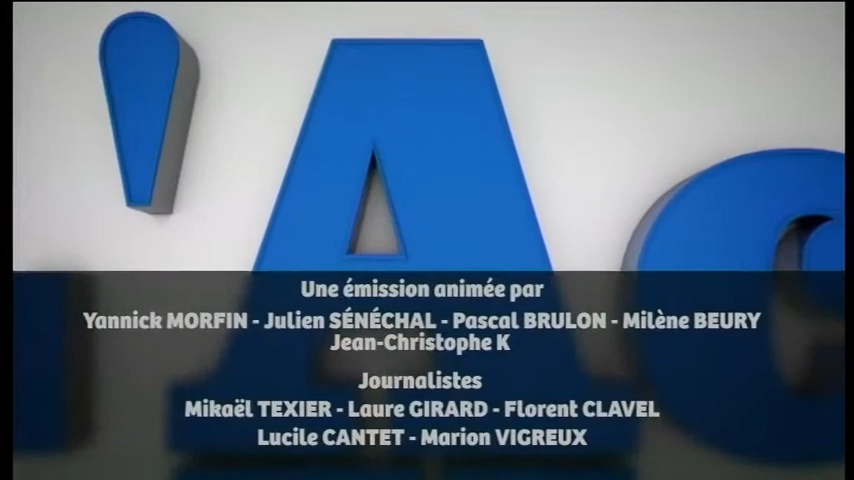 'Ac
Une émission animée par
Yannick MORFIN - Julien SÉNÉCHAL - Pascal BRULON - Milène BEURY
Jean-Christophe K
Journalistes
Mikaël TEXIER - Laure GIRARD - Florent CLAVEL
Lucile CANTET - Marion VIGREUX